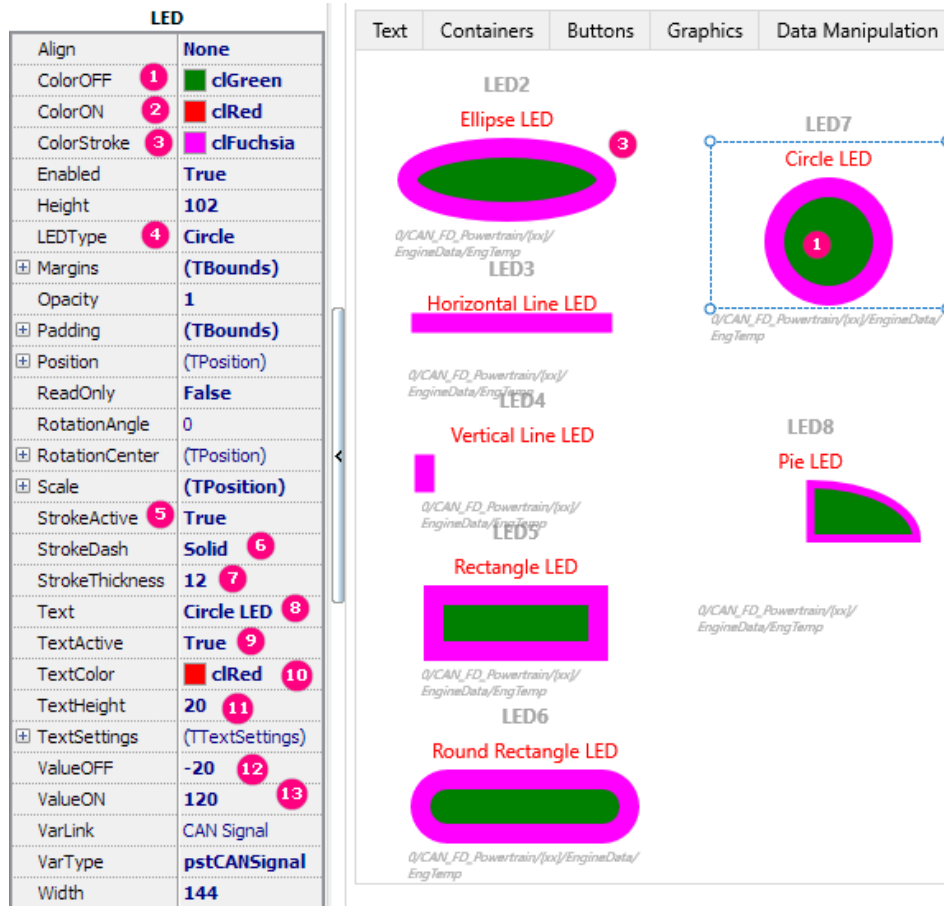 LED
Align None
ColorOFF 1 clGreen
ColorON 2 clRed
ColorStroke 3 clFuchsia
Enabled True
Height 102
LEDType 4 Circle
Margins (TBounds)
Opacity 1
Padding (TBounds)
Position (TPosition)
ReadOnly False
RotationAngle 0
RotationCenter (TPosition)
Scale (TPosition)
StrokeActive 5 True
StrokeDash Solid 6
StrokeThickness 12 7
Text Circle LED 8
TextActive True 9
TextColor clRed 10
TextHeight 20 11
TextSettings (TTextSettings)
ValueOFF -20 12
ValueON 120 13
VarLink CAN Signal
VarType pstCANSignal
Width 144
Text Containers Buttons Graphics Data Manipulation
LED2
Ellipse LED
3
0/CAN_FD_Powertrain/[xx]/
EngineData/EngTemp
LED3
Horizontal Line LED
0/CAN_FD_Powertrain/[xx]/
EngineData/EngTemp
LED4
Vertical Line LED
0/CAN_FD_Powertrain/[xx]/
EngineData/EngTemp
LED5
Rectangle LED
0/CAN_FD_Powertrain/[xx]/
EngineData/EngTemp
LED6
Round Rectangle LED
0/CAN_FD_Powertrain/[xx]/EngineData/
EngTemp
LED7
Circle LED
1
0/CAN_FD_Powertrain/[xx]/EngineData/
EngTemp
LED8
Pie LED
0/CAN_FD_Powertrain/[xx]/
EngineData/EngTemp